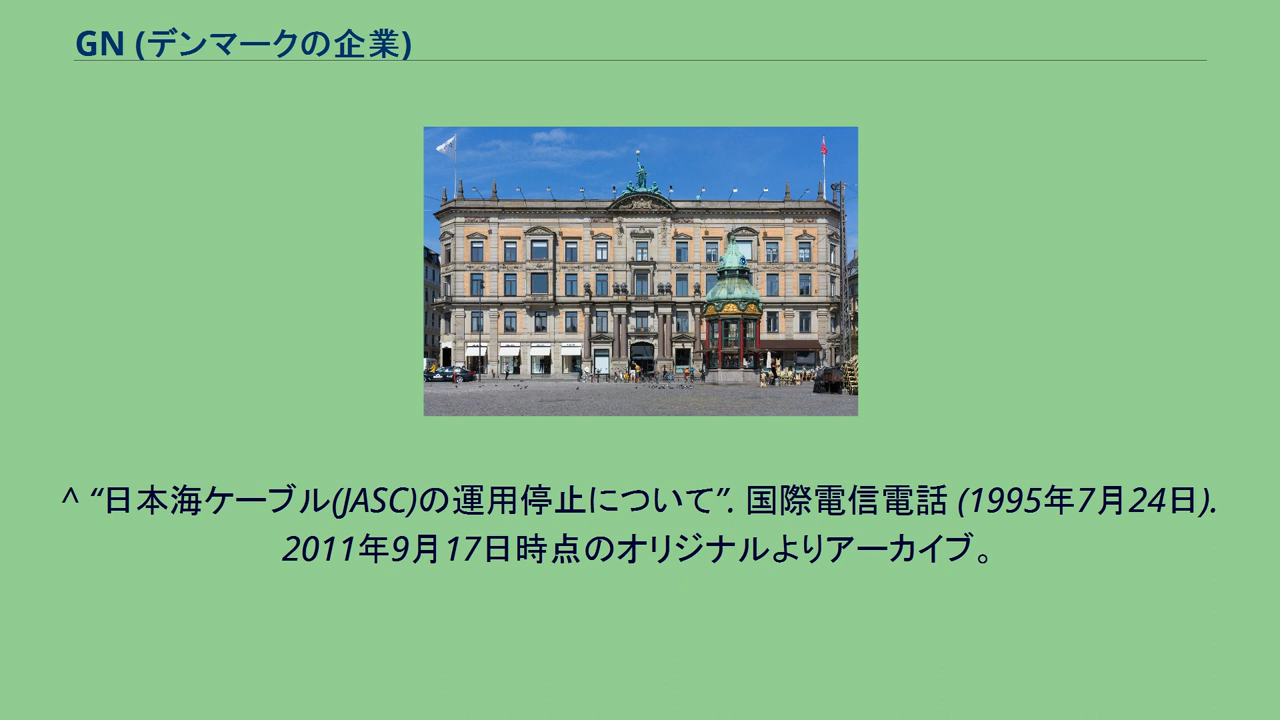 GN (デンマークの企業)
^ “日本海ケーブル(JASC)の運用停止について”. 国際電信電話 (1995年7月24日).
2011年9月17日時点のオリジナルよりアーカイブ。